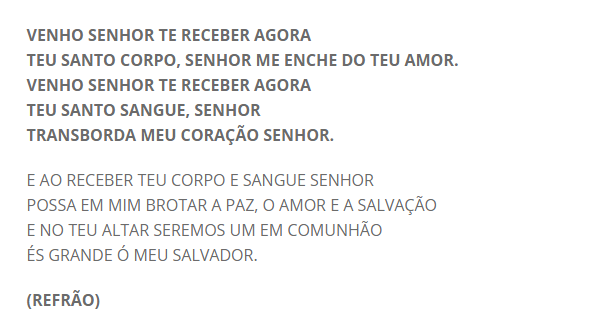 VENHO SENHOR TE RECEBER AGORA
TEU SANTO CORPO, SENHOR ME ENCHE DO TEU AMOR.
VENHO SENHOR TE RECEBER AGORA
TEU SANTO SANGUE, SENHOR
TRANSBORDA MEU CORAÇÃO SENHOR.
E AO RECEBER TEU CORPO E SANGUE SENHOR
POSSA EM MIM BROTAR A PAZ, O AMOR E A SALVAÇÃO
E NO TEU ALTAR SEREMOS UM EM COMUNHÃO
ÉS GRANDE Ó MEU SALVADOR.
(REFRÃO)